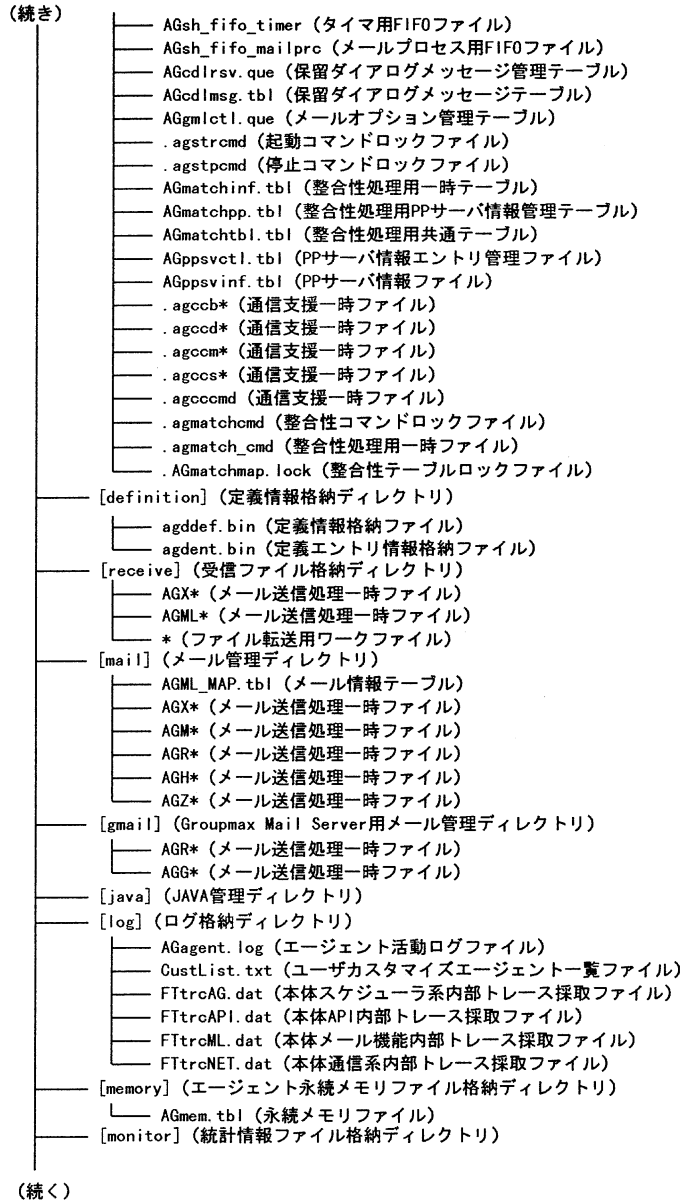 (続き)
AGsh_fifo_timer (タイマ用FIFOファイル)
AGsh_fifo_mailprc (メールプロセス用FIFOファイル)
AGcdlrsv.que (保留ダイアログメッセージ管理テーブル)
AGcdlmsg.tbl (保留ダイアログメッセージテーブル)
AGgmlctl.que (メールオプション管理テーブル)
.agstrcmd (起動コマンドロックファイル)
.agstpcmd (停止コマンドロックファイル)
AGmatchinf.tbl (整合性処理用一時テーブル)
AGmatchpp.tbl (整合性処理用PPサーバ情報管理テーブル)
AGmatchtbl.tbl (整合性処理用共通テーブル)
AGppsvctl.tbl (PPサーバ情報エントリ管理ファイル)
AGppsvinf.tbl (PPサーバ情報ファイル)
.agccb* (通信支援一時ファイル)
.agccd* (通信支援一時ファイル)
.agccm* (通信支援一時ファイル)
.agccs* (通信支援一時ファイル)
.agcccmd (通信支援一時ファイル)
.agmatchcmd (整合性コマンドロックファイル)
.agmatch_cmd (整合性処理用一時ファイル)
.AGmatchmap.lock (整合性テーブルロックファイル)
[definition] (定義情報格納ディレクトリ)
agddef.bin (定義情報格納ファイル)
agdent.bin (定義エントリ情報格納ファイル)
[receive] (受信ファイル格納ディレクトリ)
AGX* (メール送信処理一時ファイル)
AGML* (メール送信処理一時ファイル)
* (ファイル転送用ワークファイル)
[mail] (メール管理ディレクトリ)
AGML_MAP.tbl (メール情報テーブル)
AGX* (メール送信処理一時ファイル)
AGM* (メール送信処理一時ファイル)
AGR* (メール送信処理一時ファイル)
AGH* (メール送信処理一時ファイル)
AGZ* (メール送信処理一時ファイル)
[gmail] (Groupmax Mail Server用メール管理ディレクトリ)
AGR* (メール送信処理一時ファイル)
AGG* (メール送信処理一時ファイル)
[java] (JAVA管理ディレクトリ)
[log] (ログ格納ディレクトリ)
AGagent.log (エージェント活動ログファイル)
CustList.txt (ユーザカスタマイズエージェント一覧ファイル)
FTtrcAG.dat (本体スケジューラ系内部トレース採取ファイル)
FTtrcAPI.dat (本体API内部トレース採取ファイル)
FTtrcML.dat (本体メール機能内部トレース採取ファイル)
FTtrcNET.dat (本体通信系内部トレース採取ファイル)
[memory] (エージェント永続メモリファイル格納ディレクトリ)
AGmem.tbl (永続メモリファイル)
[monitor] (統計情報ファイル格納ディレクトリ)
(続く)